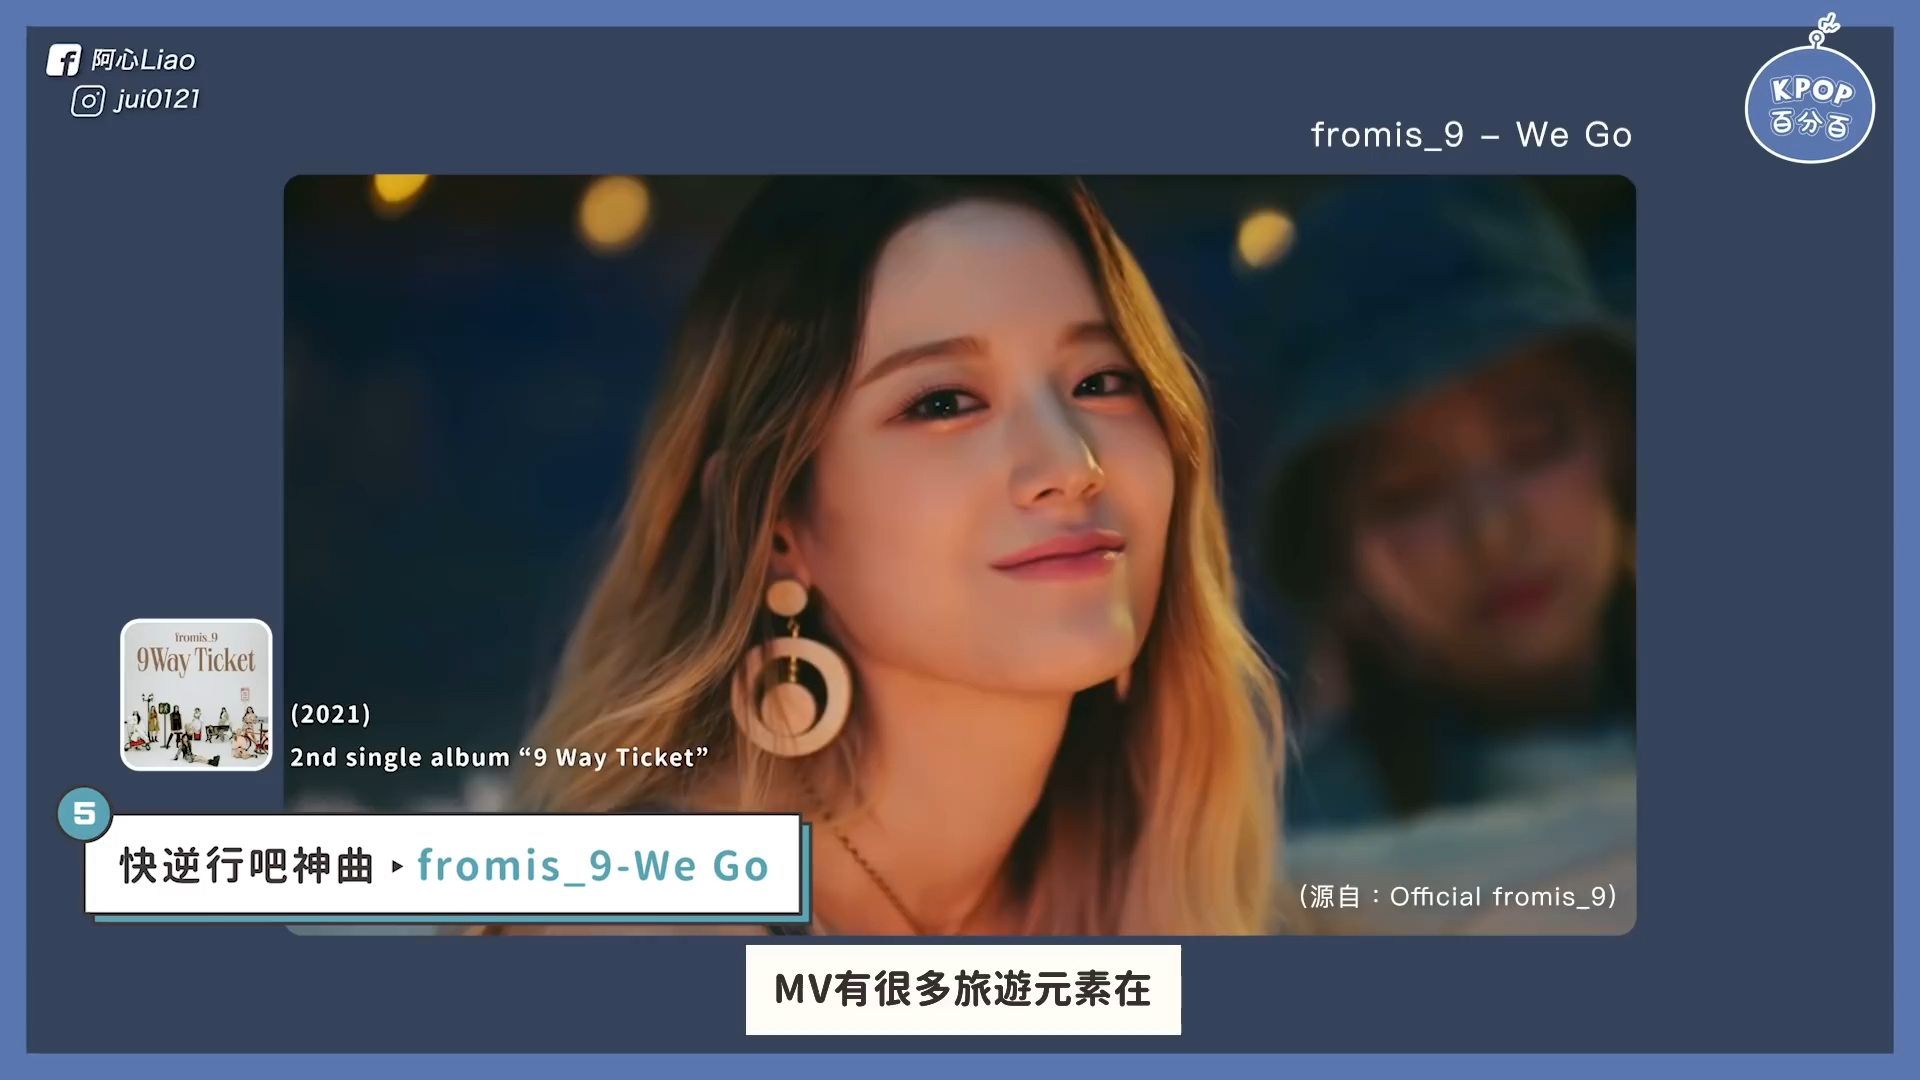 阿心Liao
jui0121
KPOP
百分百
fromis_9 – We Go
fromis_9
9Way Ticket
(2021)
2nd single album “9 Way Ticket”
5
快逆行吧神曲 ▸ fromis_9-We Go
(源自：Official fromis_9)
MV有很多旅遊元素在